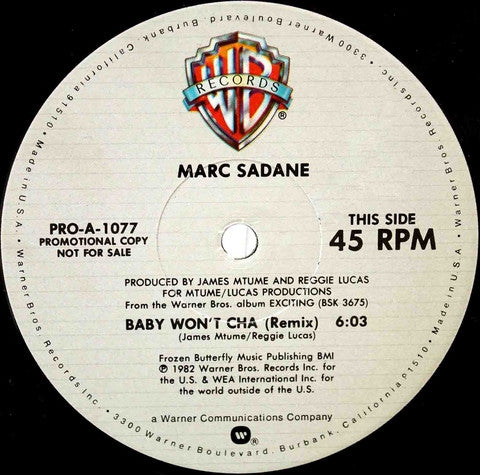 3300 Warner Boulevard, Burbank, California 91510 • Made in U.S.A. • Warner Bros Records Inc. • 3300 Warner Boulevard, Burbank, California 91510 • Made in U.S.A. • Warner Bros Records Inc. •
WB
RECORDS
®
MARC SADANE
PRO-A-1077
PROMOTIONAL COPY
NOT FOR SALE
THIS SIDE
45 RPM
PRODUCED BY JAMES MTUME AND REGGIE LUCAS
FOR MTUME/LUCAS PRODUCTIONS
From the Warner Bros. album EXCITING (BSK 3675)
BABY WON'T CHA (Remix) 6:03
(James Mtume/Reggie Lucas)
Frozen Butterfly Music Publishing BMI
℗ 1982 Warner Bros. Records Inc. for
the U.S. & WEA International Inc. for
the world outside of the U.S.
a Warner Communications Company
®